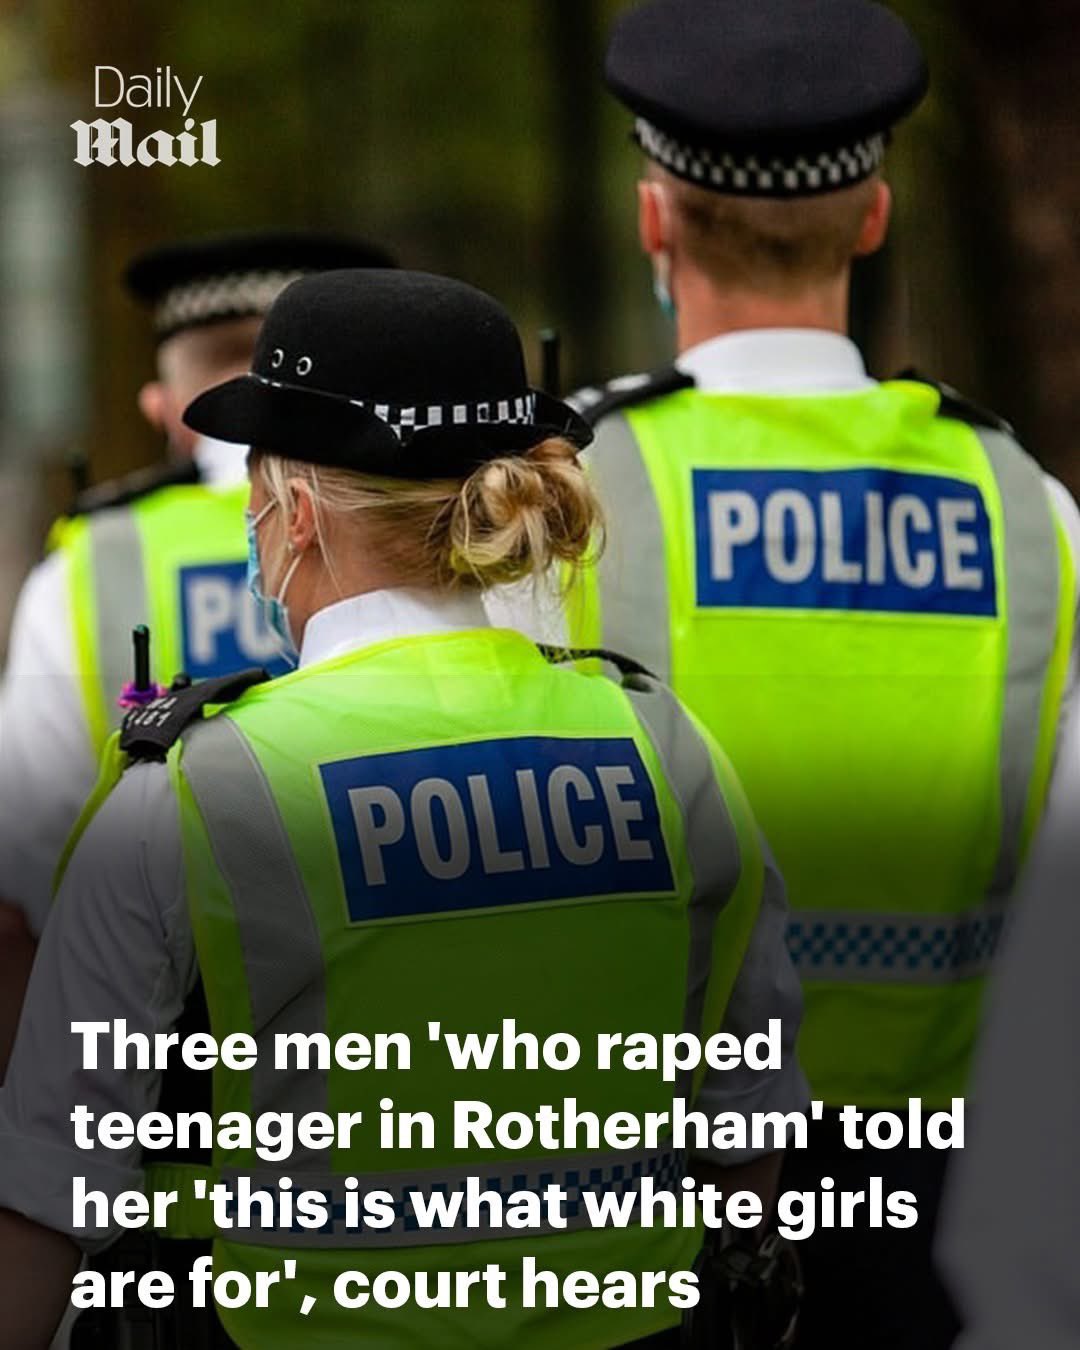 Daily
Mail
POLICE
PO
POLICE
Three men 'who raped
teenager in Rotherham' told
her 'this is what white girls
are for', court hears